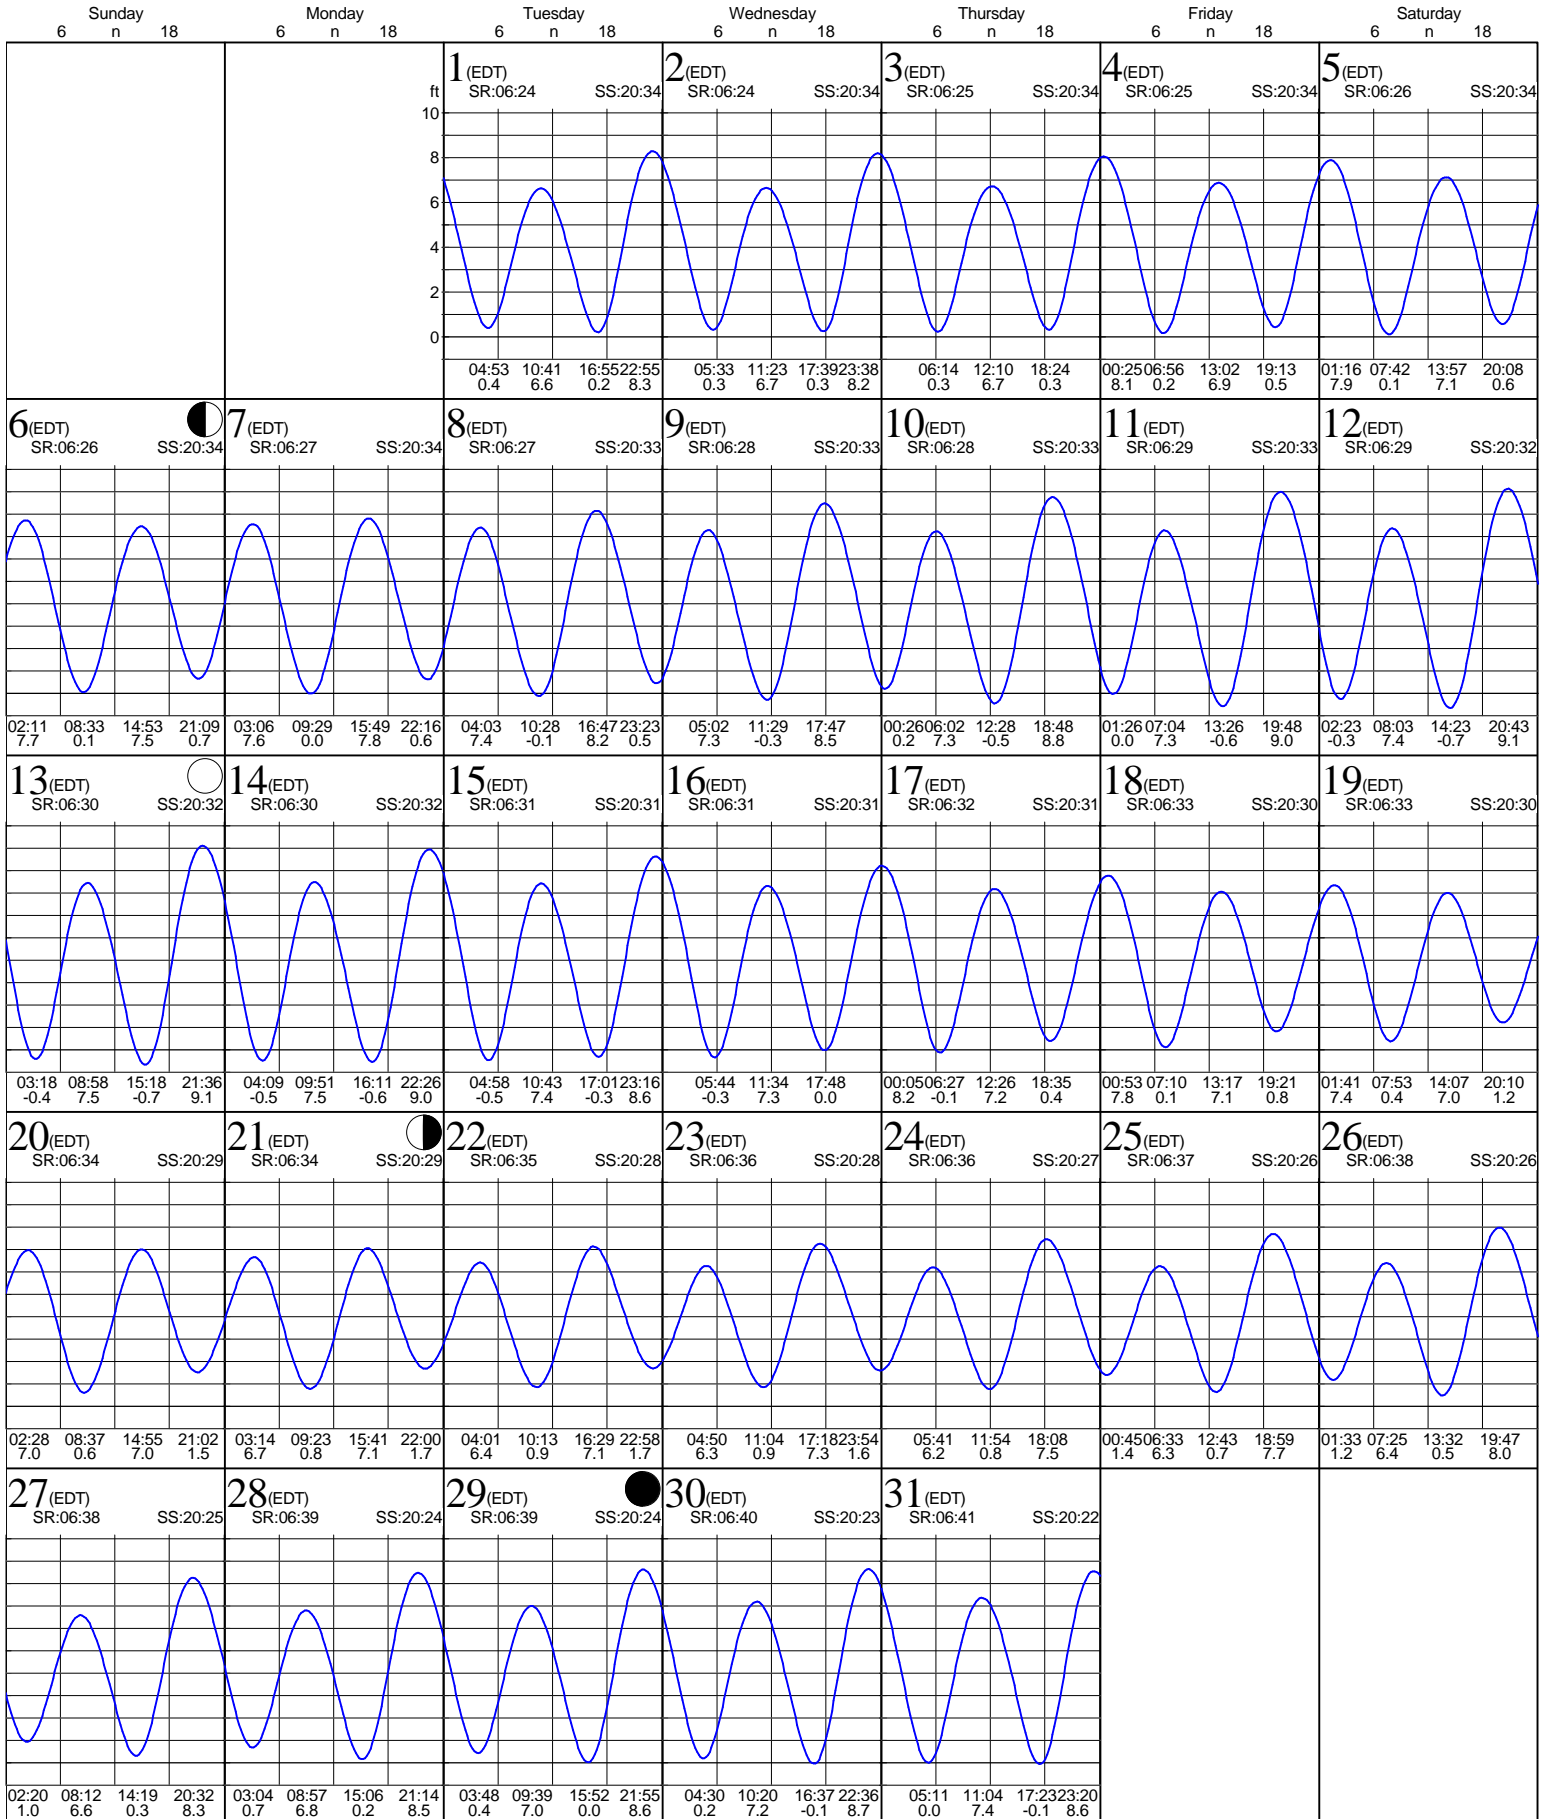 Sunday Monday Tuesday Wednesday Thursday Friday Saturday
6 n 18 6 n 18 6 n 18 6 n 18 6 n 18 6 n 18 6 n 18
1(EDT) 2(EDT) 3(EDT) 4(EDT) 5(EDT)
ft SR:06:24 SS:20:34 SR:06:24 SS:20:34 SR:06:25 SS:20:34 SR:06:25 SS:20:34 SR:06:26 SS:20:34
10
8
6
4
2
0
04:53 10:41 16:55 22:55 05:33 11:23 17:39 23:38 06:14 12:10 18:24 00:25 06:56 13:02 19:13 01:16 07:42 13:57 20:08
0.4 6.6 0.2 8.3 0.3 6.7 0.3 8.2 0.3 6.7 0.3 8.1 0.2 6.9 0.5 7.9 0.1 7.1 0.6
6(EDT) 7(EDT) 8(EDT) 9(EDT) 10(EDT) 11(EDT) 12(EDT)
SR:06:26 SS:20:34 SR:06:27 SS:20:34 SR:06:27 SS:20:33 SR:06:28 SS:20:33 SR:06:28 SS:20:33 SR:06:29 SS:20:33 SR:06:29 SS:20:32
02:11 08:33 14:53 21:09 03:06 09:29 15:49 22:16 04:03 10:28 16:47 23:23 05:02 11:29 17:47 00:26 06:02 12:28 18:48 01:26 07:04 13:26 19:48 02:23 08:03 14:23 20:43
7.7 0.1 7.5 0.7 7.6 0.0 7.8 0.6 7.4 -0.1 8.2 0.5 7.3 -0.3 8.5 0.2 7.3 -0.5 8.8 0.0 7.3 -0.6 9.0 -0.3 7.4 -0.7 9.1
13(EDT) 14(EDT) 15(EDT) 16(EDT) 17(EDT) 18(EDT) 19(EDT)
SR:06:30 SS:20:32 SR:06:30 SS:20:32 SR:06:31 SS:20:31 SR:06:31 SS:20:31 SR:06:32 SS:20:31 SR:06:33 SS:20:30 SR:06:33 SS:20:30
03:18 08:58 15:18 21:36 04:09 09:51 16:11 22:26 04:58 10:43 17:01 23:16 05:44 11:34 17:48 00:05 06:27 12:26 18:35 00:53 07:10 13:17 19:21 01:41 07:53 14:07 20:10
-0.4 7.5 -0.7 9.1 -0.5 7.5 -0.6 9.0 -0.5 7.4 -0.3 8.6 -0.3 7.3 0.0 8.2 -0.1 7.2 0.4 7.8 0.1 7.1 0.8 7.4 0.4 7.0 1.2
20(EDT) 21(EDT) 22(EDT) 23(EDT) 24(EDT) 25(EDT) 26(EDT)
SR:06:34 SS:20:29 SR:06:34 SS:20:29 SR:06:35 SS:20:28 SR:06:36 SS:20:28 SR:06:36 SS:20:27 SR:06:37 SS:20:26 SR:06:38 SS:20:26
02:28 08:37 14:55 21:02 03:14 09:23 15:41 22:00 04:01 10:13 16:29 22:58 04:50 11:04 17:18 23:54 05:41 11:54 18:08 00:45 06:33 12:43 18:59 01:33 07:25 13:32 19:47
7.0 0.6 7.0 1.5 6.7 0.8 7.1 1.7 6.4 0.9 7.1 1.7 6.3 0.9 7.3 1.6 6.2 0.8 7.5 1.4 6.3 0.7 7.7 1.2 6.4 0.5 8.0
27(EDT) 28(EDT) 29(EDT) 30(EDT) 31(EDT)
SR:06:38 SS:20:25 SR:06:39 SS:20:24 SR:06:39 SS:20:24 SR:06:40 SS:20:23 SR:06:41 SS:20:22
02:20 08:12 14:19 20:32 03:04 08:57 15:06 21:14 03:48 09:39 15:52 21:55 04:30 10:20 16:37 22:36 05:11 11:04 17:23 23:20
1.0 6.6 0.3 8.3 0.7 6.8 0.2 8.5 0.4 7.0 0.0 8.6 0.2 7.2 -0.1 8.7 0.0 7.4 -0.1 8.6